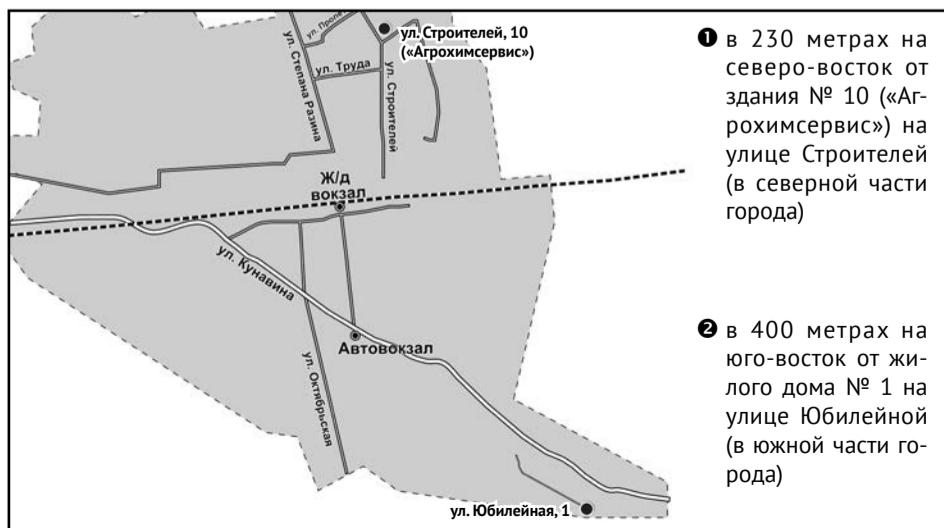 ул. Проле
ул. Строителей, 10
(«Агрохимсервис»)
ул. Степана Разина
ул. Труда
ул. Строителей
Ж/д
вокзал
ул. Кунавина
Автовокзал
ул. Октябрьская
ул. Юбилейная, 1
❶ в 230 метрах на
северо-восток от
здания № 10 («Аг-
рохимсервис») на
улице Строителей
(в северной части
города)
❷ в 400 метрах на
юго-восток от жи-
лого дома № 1 на
улице Юбилейной
(в южной части го-
рода)